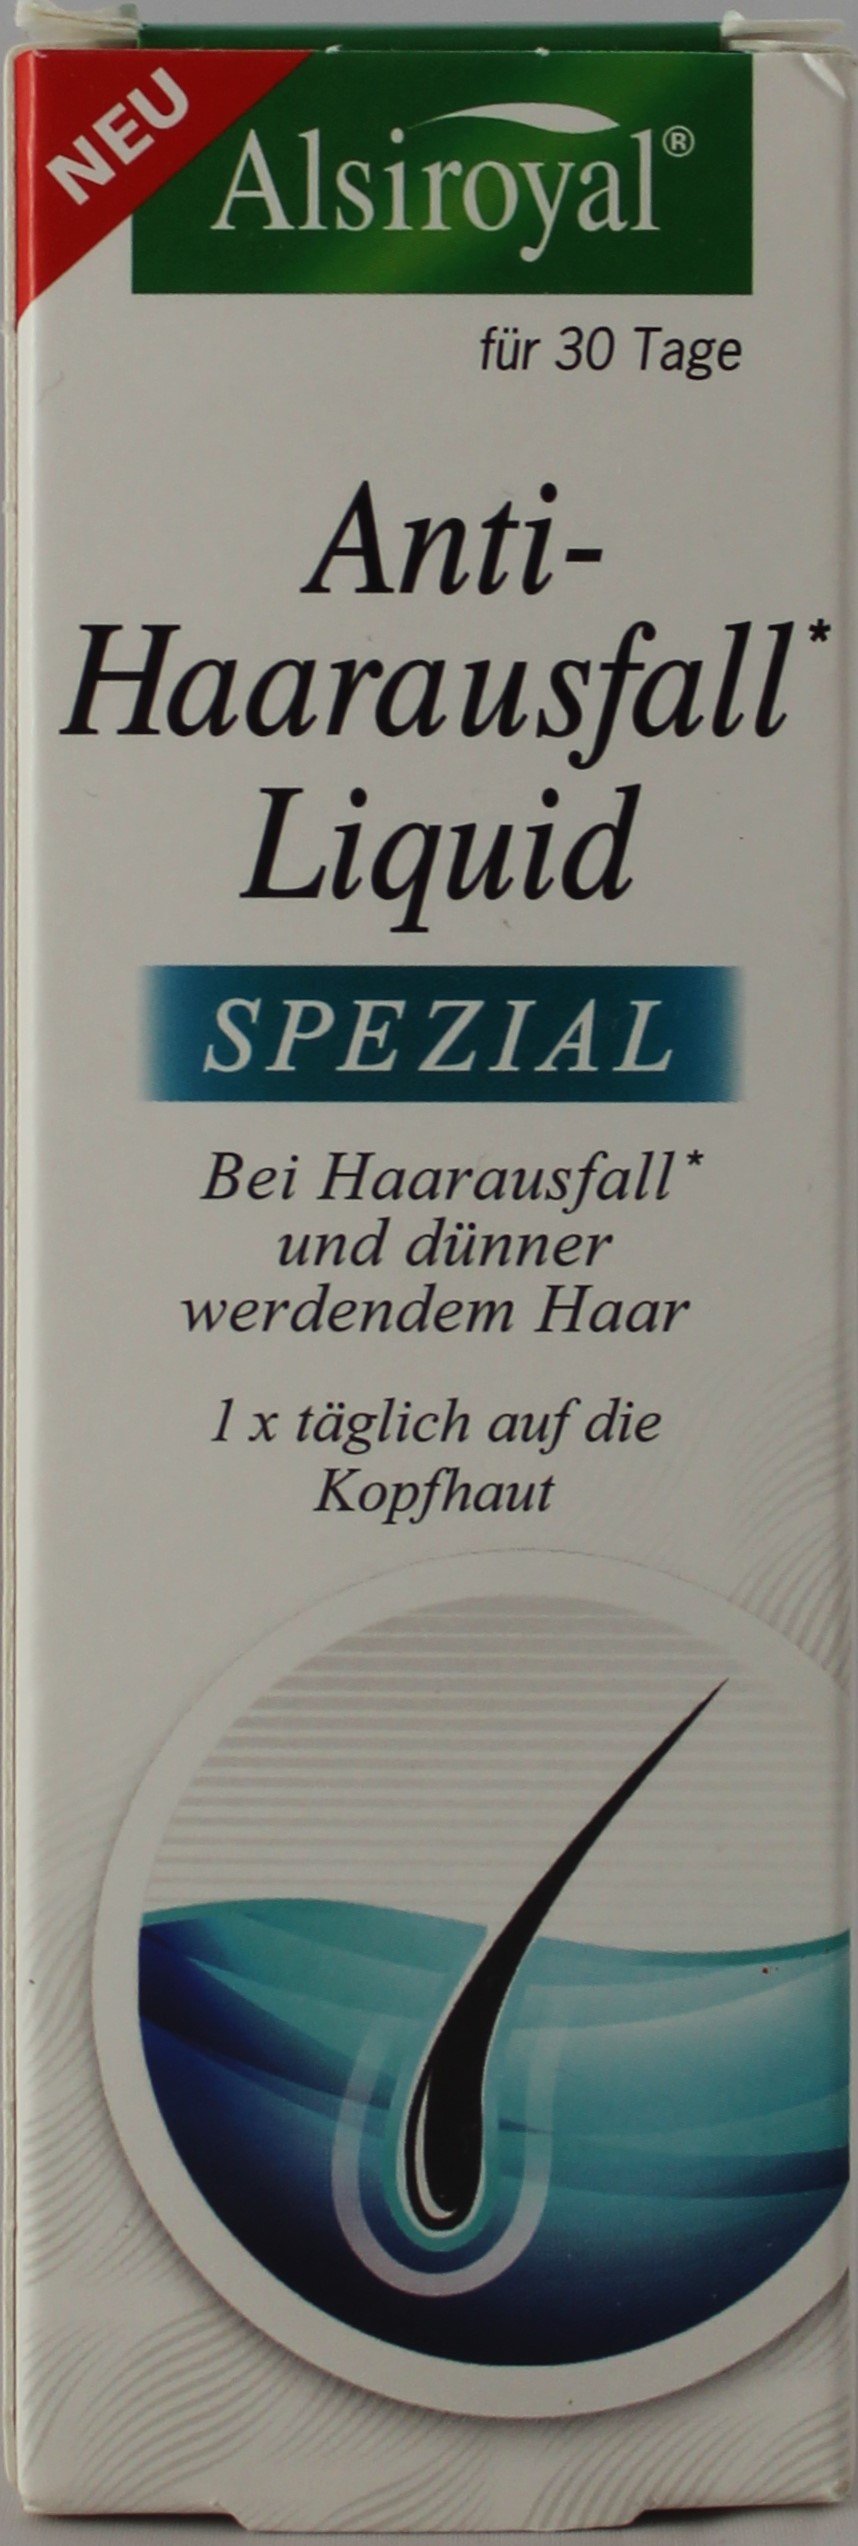 NEU
Alsiroyal®
für 30 Tage
Anti-
Haarausfall*
Liquid
SPEZIAL
Bei Haarausfall*
und dünner
werdendem Haar
1 x täglich auf die
Kopfhaut